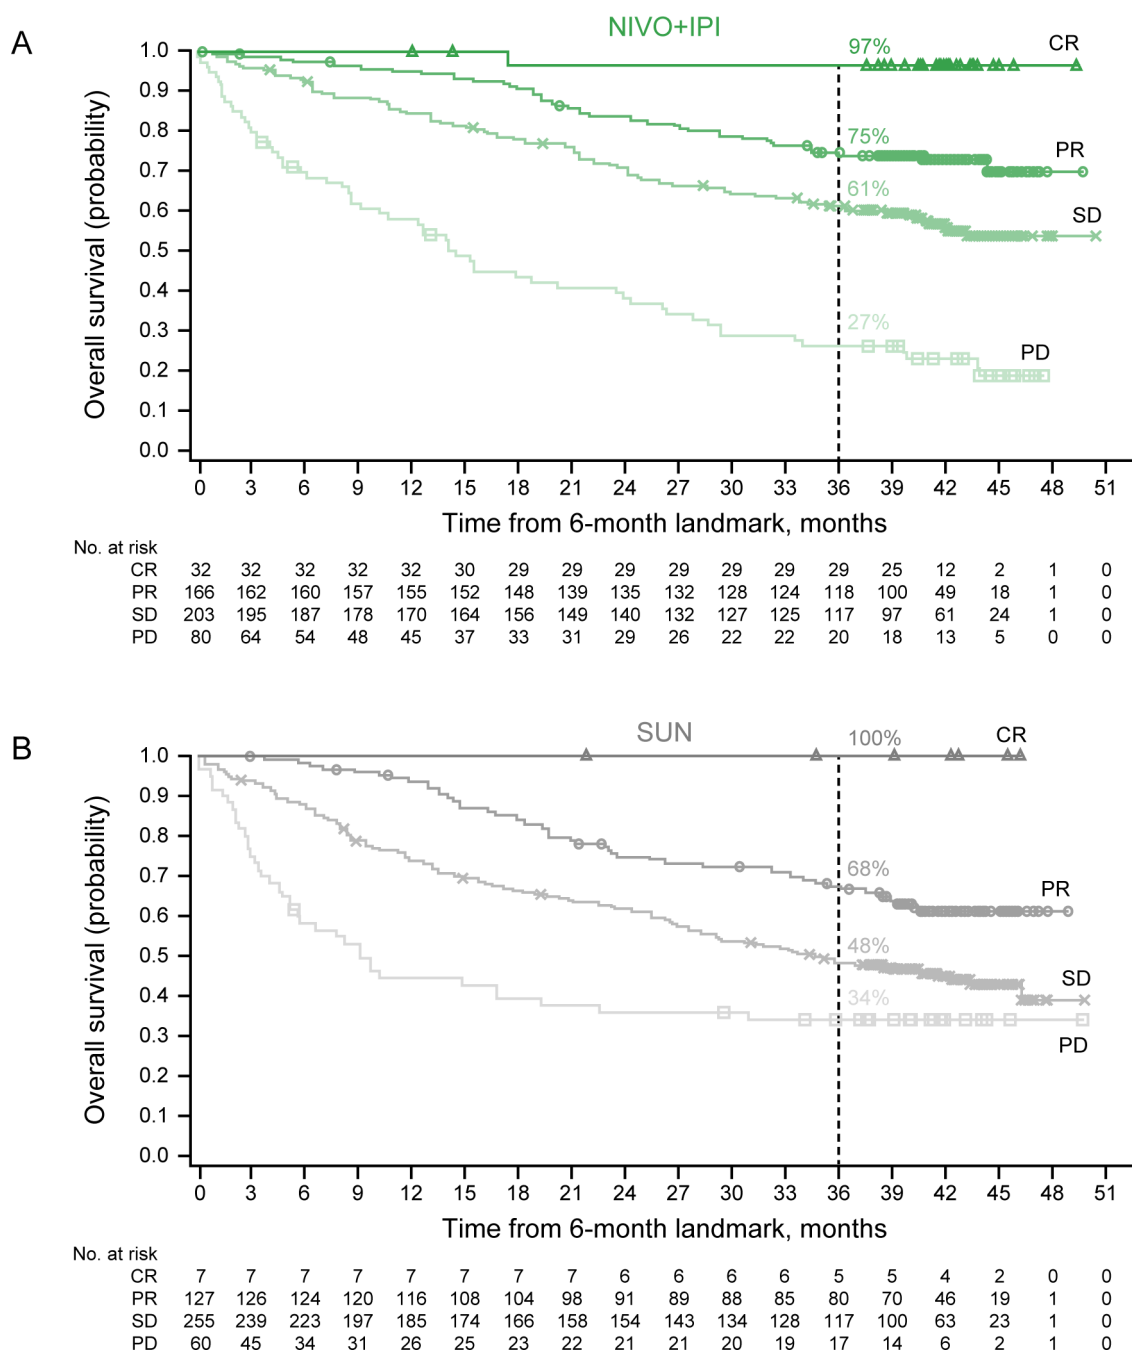 A
NIVO+IPI
Overall survival (probability)
1.0
0.9
0.8
0.7
0.6
0.5
0.4
0.3
0.2
0.1
0.0
97%
CR
75%
PR
61%
SD
27%
PD
0 3 6 9 12 15 18 21 24 27 30 33 36 39 42 45 48 51
Time from 6-month landmark, months
No. at risk
CR 32 32 32 32 32 30 29 29 29 29 29 29 29 25 12 2 1 0
PR 166 162 160 157 155 152 148 139 135 132 128 124 118 100 49 18 1 0
SD 203 195 187 178 170 164 156 149 140 132 127 125 117 97 61 24 1 0
PD 80 64 54 48 45 37 33 31 29 26 22 22 20 18 13 5 0 0
B
SUN
Overall survival (probability)
1.0
0.9
0.8
0.7
0.6
0.5
0.4
0.3
0.2
0.1
0.0
100%
CR
68%
PR
48%
SD
34%
PD
0 3 6 9 12 15 18 21 24 27 30 33 36 39 42 45 48 51
Time from 6-month landmark, months
No. at risk
CR 7 7 7 7 7 7 7 7 6 6 6 6 5 5 4 2 0 0
PR 127 126 124 120 116 108 104 98 91 89 88 85 80 70 46 19 1 0
SD 255 239 223 197 185 174 166 158 154 143 134 128 117 100 63 23 1 0
PD 60 45 34 31 26 25 23 22 21 21 20 19 17 14 6 2 1 0